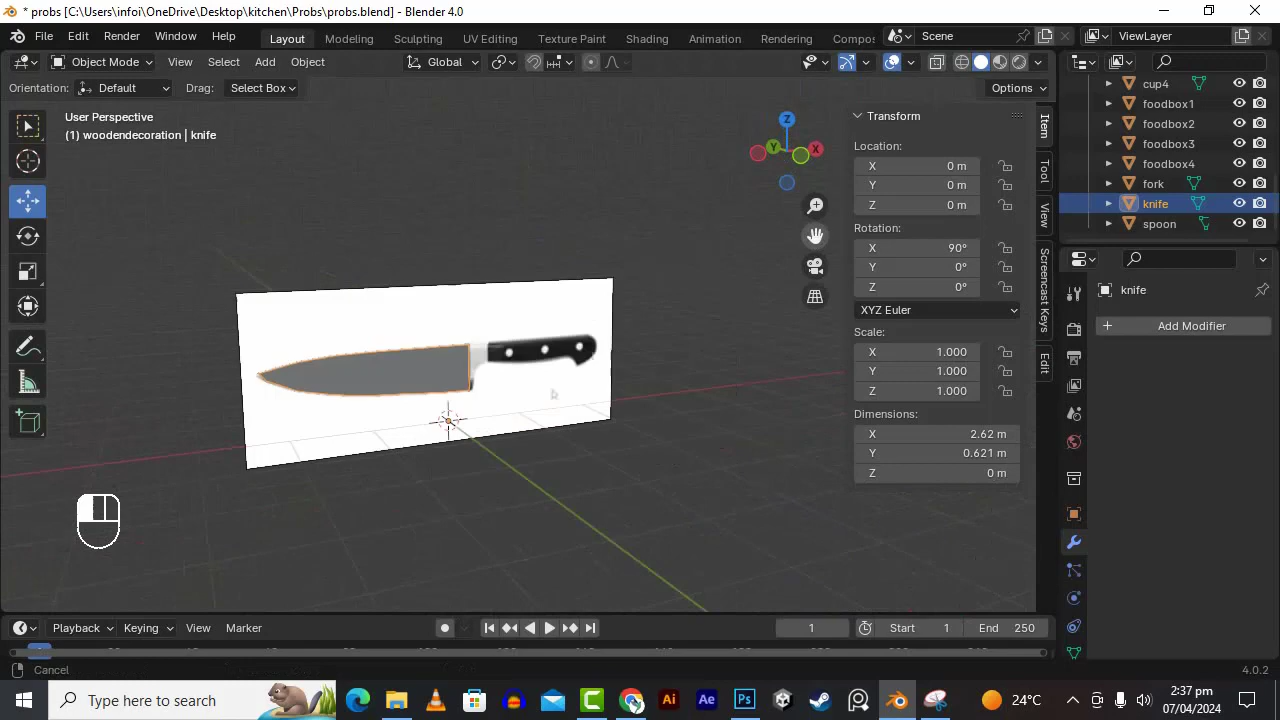 * probs [C:\Users\infoi\OneDrive\Desktop\kitchen\Probs\probs.blend] - Blender 4.0
File Edit Render Window Help Layout Modeling Sculpting UV Editing Texture Paint Shading Animation Rendering Compos Scene ViewLayer
Object Mode View Select Add Object Global
Orientation: Default Drag: Select Box Options
User Perspective
(1) woodendecoration | knife
Z
Y
X
Transform
Location:
X 0 m
Y 0 m
Z 0 m
Rotation:
X 90°
Y 0°
Z 0°
XYZ Euler
Scale:
X 1.000
Y 1.000
Z 1.000
Dimensions:
X 2.62 m
Y 0.621 m
Z 0 m
Item
Tool
View
Screencast Keys
Edit
cup4
foodbox1
foodbox2
foodbox3
foodbox4
fork
knife
spoon
knife
Add Modifier
Playback Keying View Marker 1 Start 1 End 250
Cancel 4.0.2
Type here to search
Ai Ae Ps
24°C
2:37 pm
07/04/2024